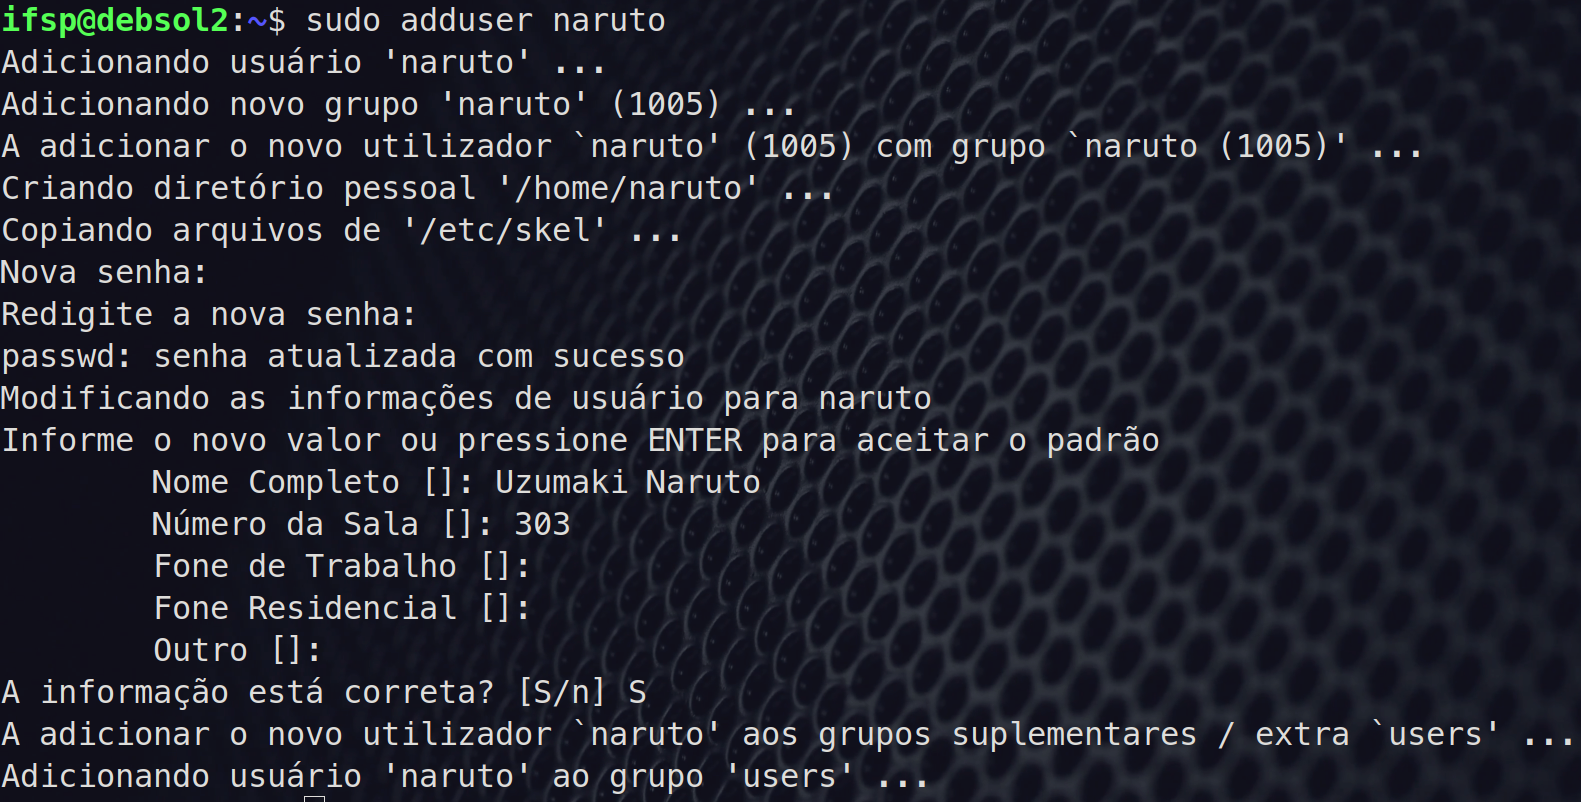 ifsp@debsol2:~$ sudo adduser naruto
Adicionando usuário 'naruto' ...
Adicionando novo grupo 'naruto' (1005) ...
A adicionar o novo utilizador `naruto' (1005) com grupo `naruto (1005)' ...
Criando diretório pessoal '/home/naruto' ...
Copiando arquivos de '/etc/skel' ...
Nova senha:
Redigite a nova senha:
passwd: senha atualizada com sucesso
Modificando as informações de usuário para naruto
Informe o novo valor ou pressione ENTER para aceitar o padrão
Nome Completo []: Uzumaki Naruto
Número da Sala []: 303
Fone de Trabalho []:
Fone Residencial []:
Outro []:
A informação está correta? [S/n] S
A adicionar o novo utilizador `naruto' aos grupos suplementares / extra `users' ...
Adicionando usuário 'naruto' ao grupo 'users' ...